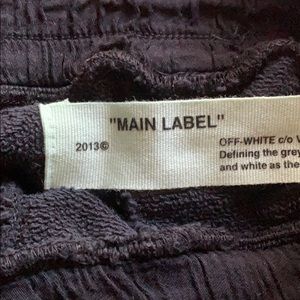 "MAIN LABEL"
2013©
OFF-WHITE c/o
Defining the grey
and white as the